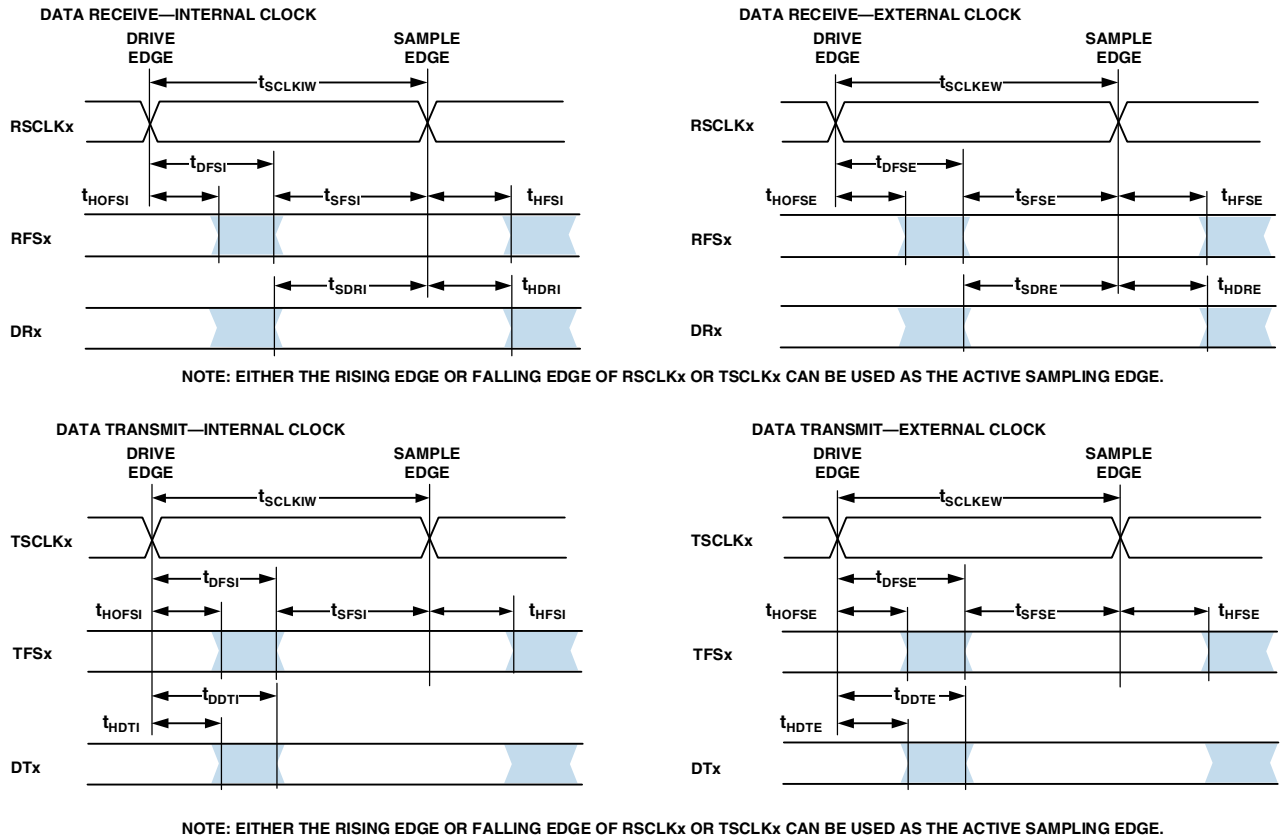 DATA RECEIVE—INTERNAL CLOCK
DRIVE
EDGE
SAMPLE
EDGE
tSCLKIW
RSCLKx
tDFSI
tHOFSI
tSFSI
tHFSI
RFSx
tSDRI
tHDRI
DRx
DATA RECEIVE—EXTERNAL CLOCK
DRIVE
EDGE
SAMPLE
EDGE
tSCLKEW
RSCLKx
tDFSE
tHOFSE
tSFSE
tHFSE
RFSx
tSDRE
tHDRE
DRx
NOTE: EITHER THE RISING EDGE OR FALLING EDGE OF RSCLKx OR TSCLKx CAN BE USED AS THE ACTIVE SAMPLING EDGE.
DATA TRANSMIT—INTERNAL CLOCK
DRIVE
EDGE
SAMPLE
EDGE
tSCLKIW
TSCLKx
tDFSI
tHOFSI
tSFSI
tHFSI
TFSx
tDDTI
tHDTI
DTx
DATA TRANSMIT—EXTERNAL CLOCK
DRIVE
EDGE
SAMPLE
EDGE
tSCLKEW
TSCLKx
tDFSE
tHOFSE
tSFSE
tHFSE
TFSx
tDDTE
tHDTE
DTx
NOTE: EITHER THE RISING EDGE OR FALLING EDGE OF RSCLKx OR TSCLKx CAN BE USED AS THE ACTIVE SAMPLING EDGE.